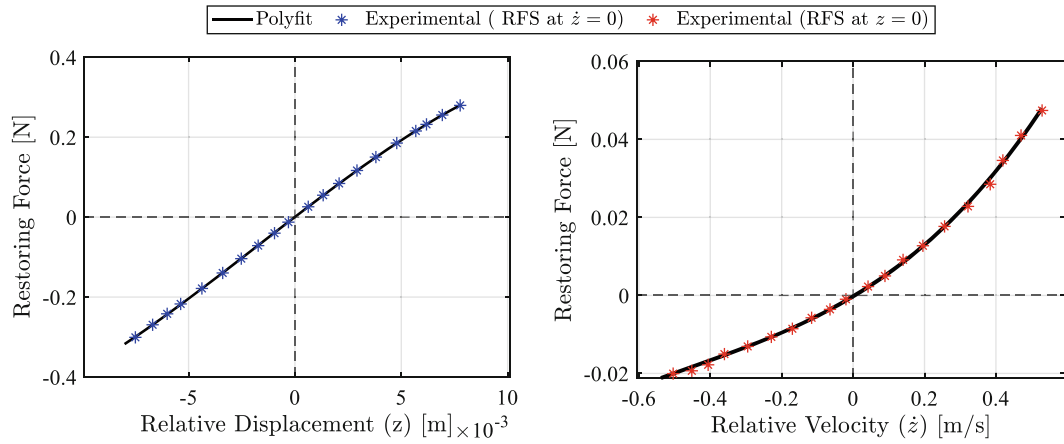 Polyfit Experimental ( RFS at ż = 0) Experimental (RFS at z = 0)
0.4
0.2
0
-0.2
-0.4
Restoring Force [N]
-5 0 5 10
×10⁻³
Relative Displacement (z) [m]
0.06
0.04
0.02
0
-0.02
Restoring Force [N]
-0.6 -0.4 -0.2 0 0.2 0.4
Relative Velocity (ż) [m/s]